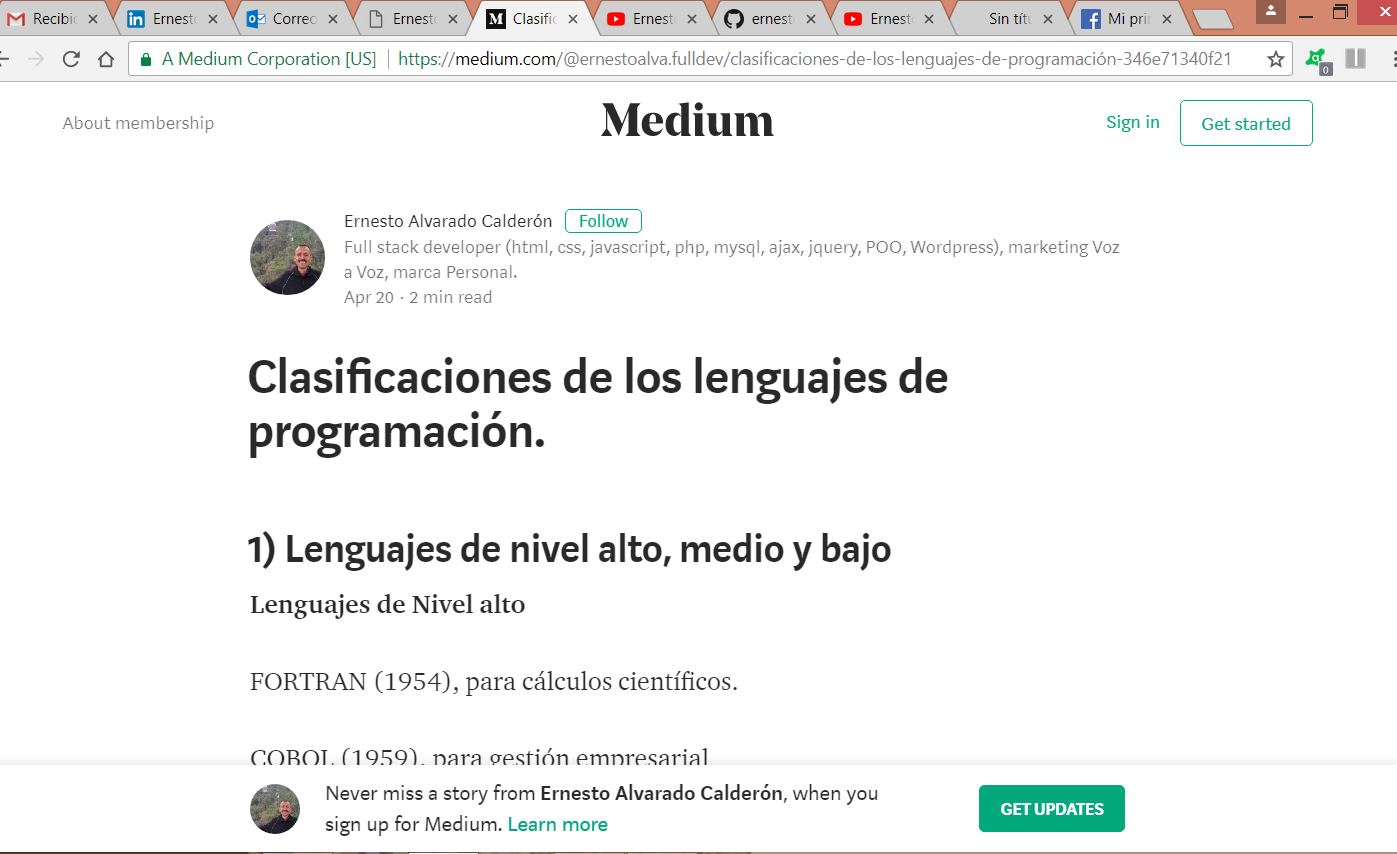 Recibid
Ernest
Correo
Ernest
Clasific
Ernest
ernest
Ernest
Sin títu
Mi prin
A Medium Corporation [US] | https://medium.com/@ernestoalva.fulldev/clasificaciones-de-los-lenguajes-de-programación-346e71340f21
0
About membership
Medium
Sign in
Get started
Ernesto Alvarado Calderón Follow
Full stack developer (html, css, javascript, php, mysql, ajax, jquery, POO, Wordpress), marketing Voz
a Voz, marca Personal.
Apr 20 · 2 min read
Clasificaciones de los lenguajes de
programación.
1) Lenguajes de nivel alto, medio y bajo
Lenguajes de Nivel alto
FORTRAN (1954), para cálculos científicos.
COBOL (1959), para gestión empresarial
Never miss a story from Ernesto Alvarado Calderón, when you
sign up for Medium. Learn more
GET UPDATES